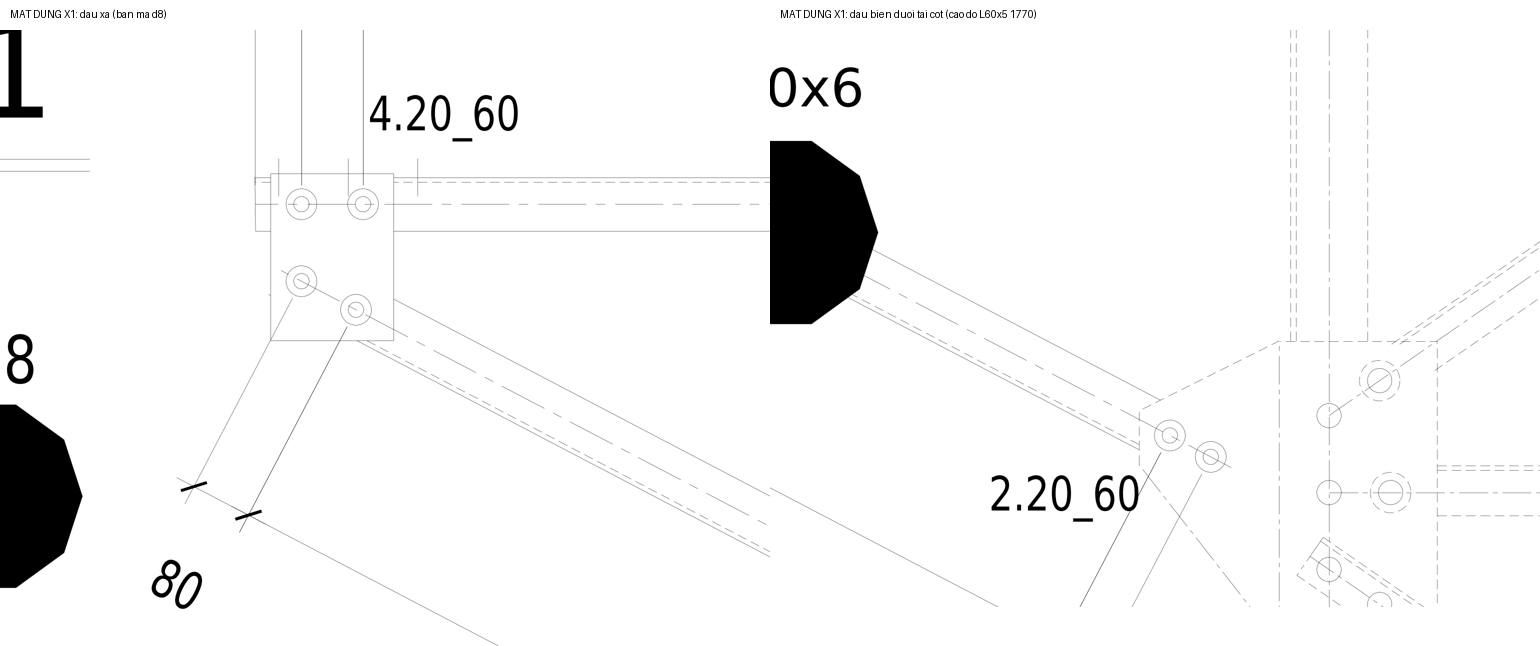 MAT DUNG X1: dau xa (ban ma d8)
MAT DUNG X1: dau bien duoi tai cot (cao do L60x5 1770)
1
4.20_60
0x6
8
2.20_60
80